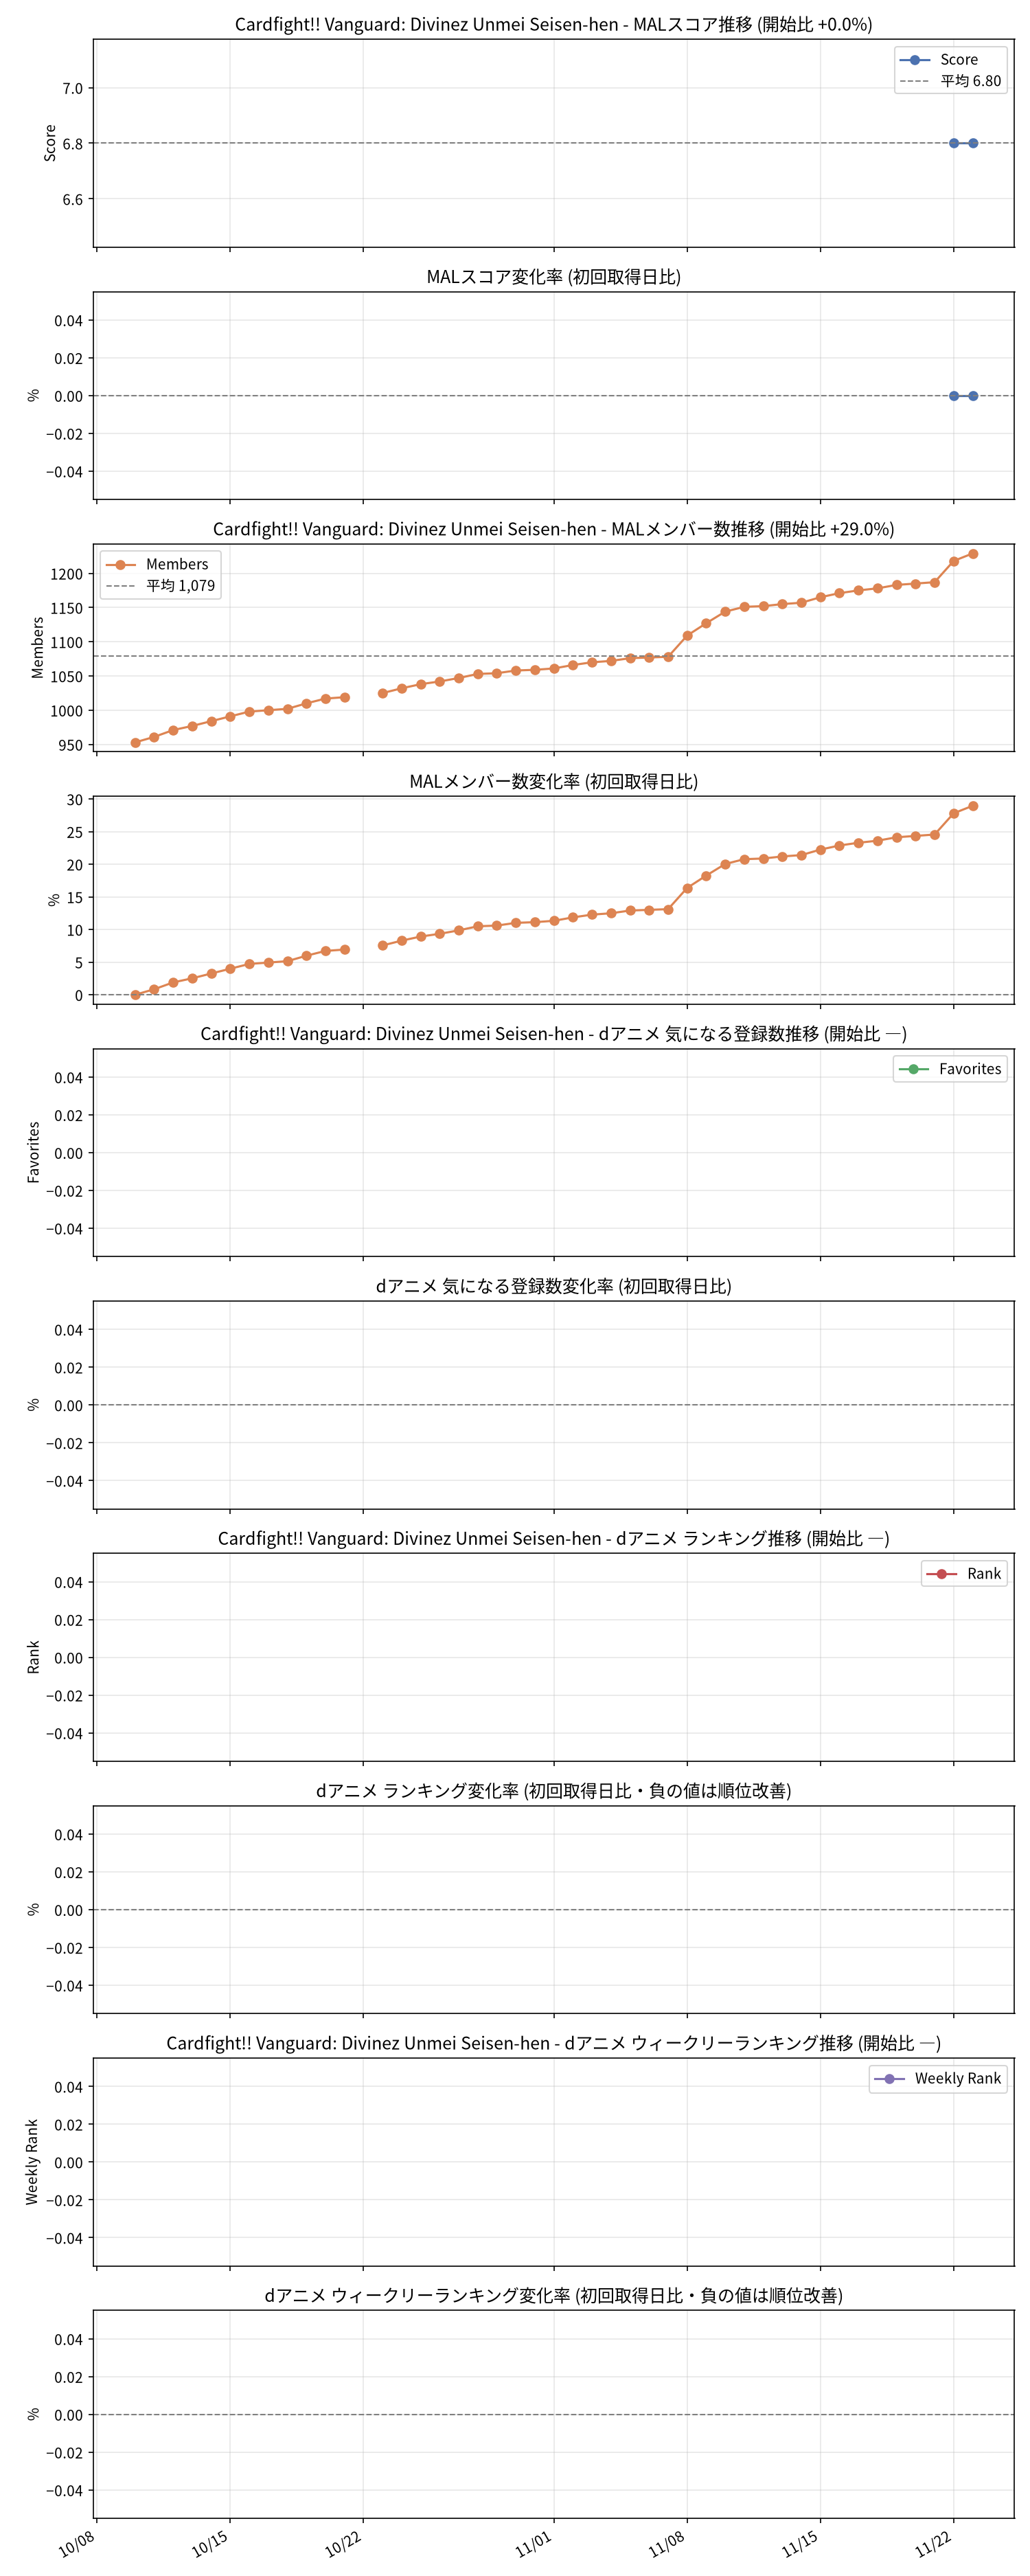 Cardfight!! Vanguard: Divinez Unmei Seisen-hen - MALスコア推移 (開始比 +0.0%)
Score
平均 6.80
7.0
6.8
6.6
Score
MALスコア変化率 (初回取得日比)
0.04
0.02
0.00
−0.02
−0.04
%
Cardfight!! Vanguard: Divinez Unmei Seisen-hen - MALメンバー数推移 (開始比 +29.0%)
Members
平均 1,079
1200
1150
1100
1050
1000
950
Members
MALメンバー数変化率 (初回取得日比)
30
25
20
15
10
5
0
%
Cardfight!! Vanguard: Divinez Unmei Seisen-hen - dアニメ 気になる登録数推移 (開始比 —)
Favorites
0.04
0.02
0.00
−0.02
−0.04
Favorites
dアニメ 気になる登録数変化率 (初回取得日比)
0.04
0.02
0.00
−0.02
−0.04
%
Cardfight!! Vanguard: Divinez Unmei Seisen-hen - dアニメ ランキング推移 (開始比 —)
Rank
0.04
0.02
0.00
−0.02
−0.04
Rank
dアニメ ランキング変化率 (初回取得日比・負の値は順位改善)
0.04
0.02
0.00
−0.02
−0.04
%
Cardfight!! Vanguard: Divinez Unmei Seisen-hen - dアニメ ウィークリーランキング推移 (開始比 —)
Weekly Rank
0.04
0.02
0.00
−0.02
−0.04
Weekly Rank
dアニメ ウィークリーランキング変化率 (初回取得日比・負の値は順位改善)
0.04
0.02
0.00
−0.02
−0.04
%
10/08
10/15
10/22
11/01
11/08
11/15
11/22